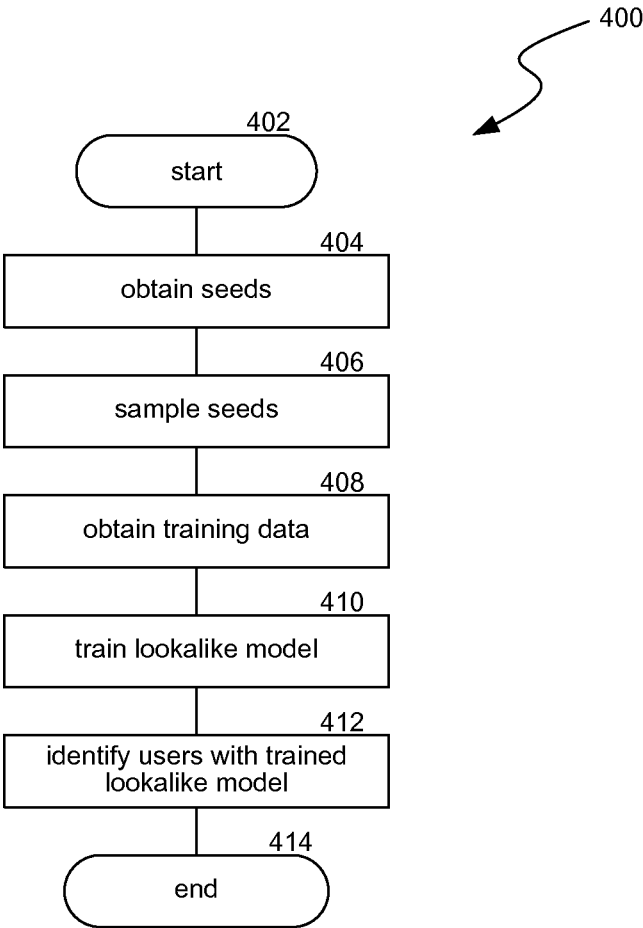 400
402
start
404
obtain seeds
406
sample seeds
408
obtain training data
410
train lookalike model
412
identify users with trained
lookalike model
414
end